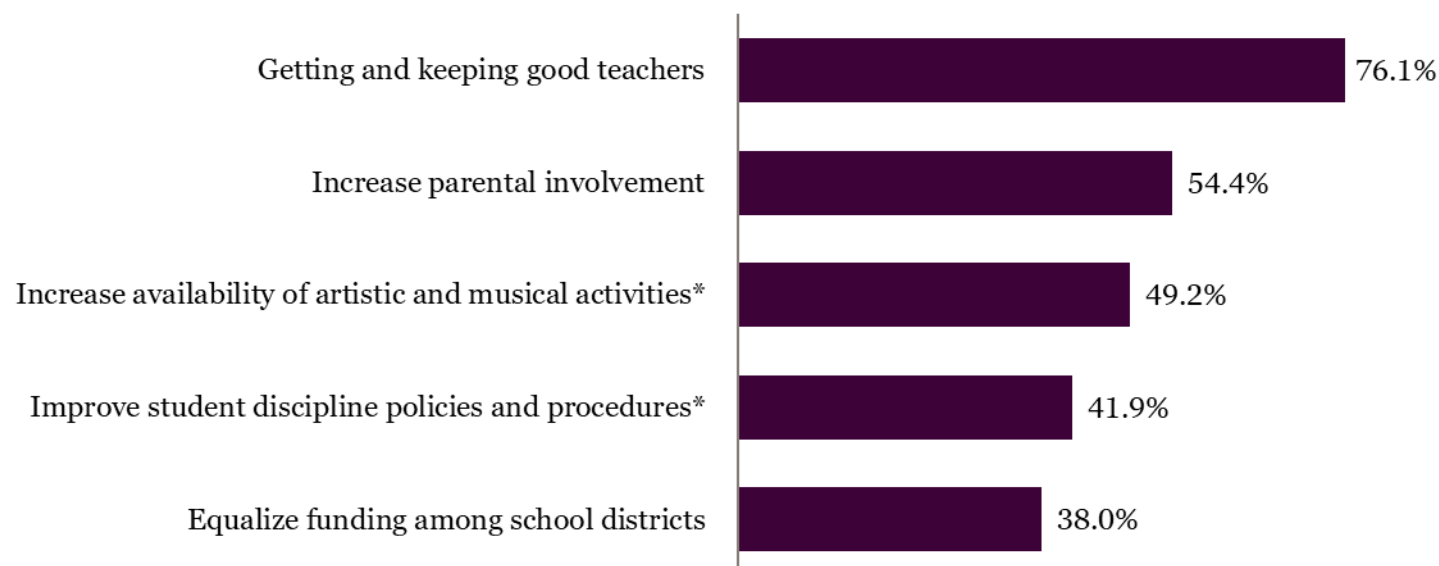 Getting and keeping good teachers 76.1%
Increase parental involvement 54.4%
Increase availability of artistic and musical activities* 49.2%
Improve student discipline policies and procedures* 41.9%
Equalize funding among school districts 38.0%